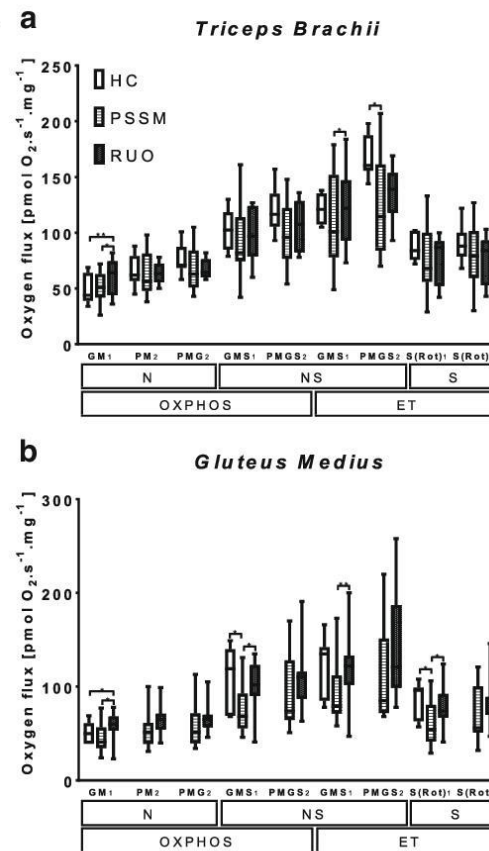 a
Triceps Brachii
250
200
150
100
50
0
Oxygen flux [pmol O₂.s⁻¹.mg⁻¹]
HC
PSSM
RUO
GM₁ PM₂ PMG₂ GMS₁ PMGS₂ GMS₁ PMGS₂ S(Rot)₁ S(Rot)
N NS S
OXPHOS ET
b
Gluteus Medius
300
200
100
0
Oxygen flux [pmol O₂.s⁻¹.mg⁻¹]
GM₁ PM₂ PMG₂ GMS₁ PMGS₂ GMS₁ PMGS₂ S(Rot)₁ S(Rot)
N NS S
OXPHOS ET